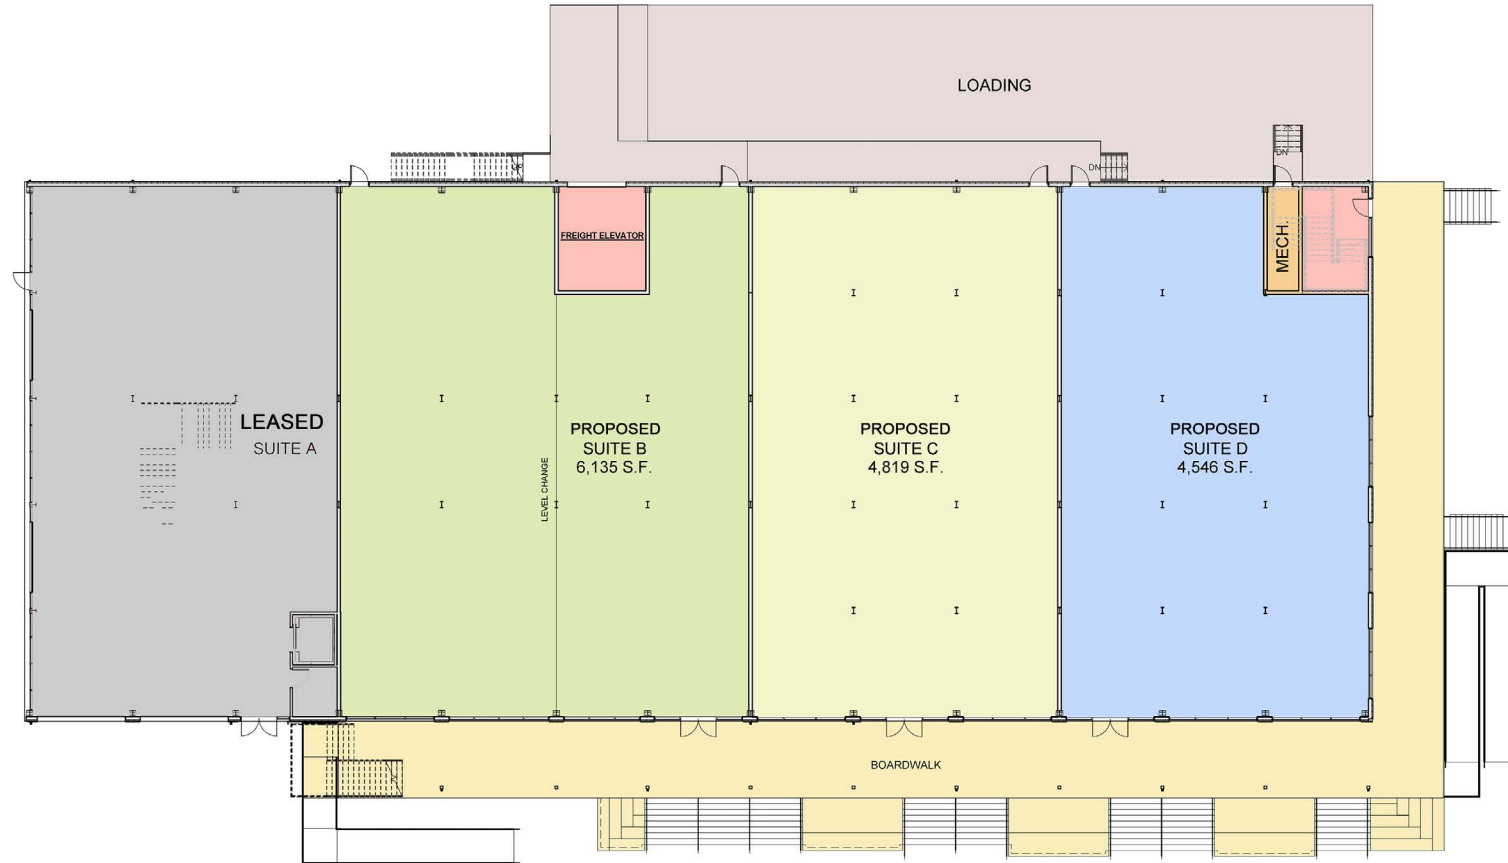 LOADING
DN
DN
FREIGHT ELEVATOR
MECH.
LEASED
SUITE A
PROPOSED
SUITE B
6,135 S.F.
LEVEL CHANGE
PROPOSED
SUITE C
4,819 S.F.
PROPOSED
SUITE D
4,546 S.F.
BOARDWALK